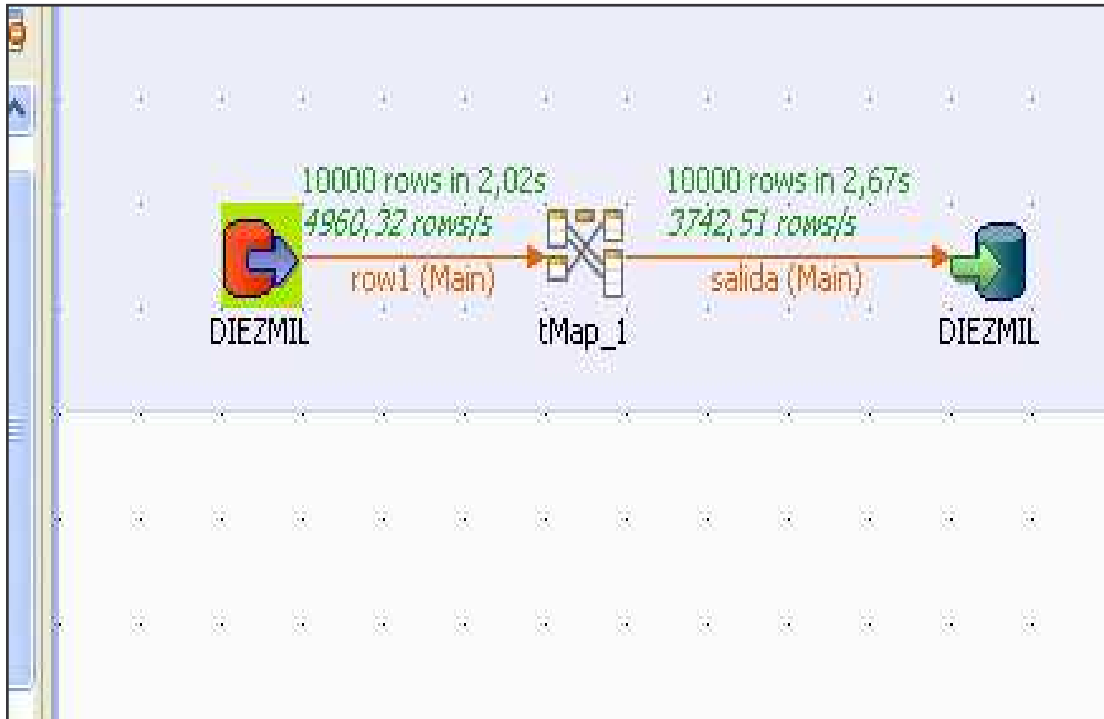 10000 rows in 2,02s
4960,32 rows/s
row1 (Main)
10000 rows in 2,67s
3742,51 rows/s
salida (Main)
DIEZMIL
tMap_1
DIEZMIL